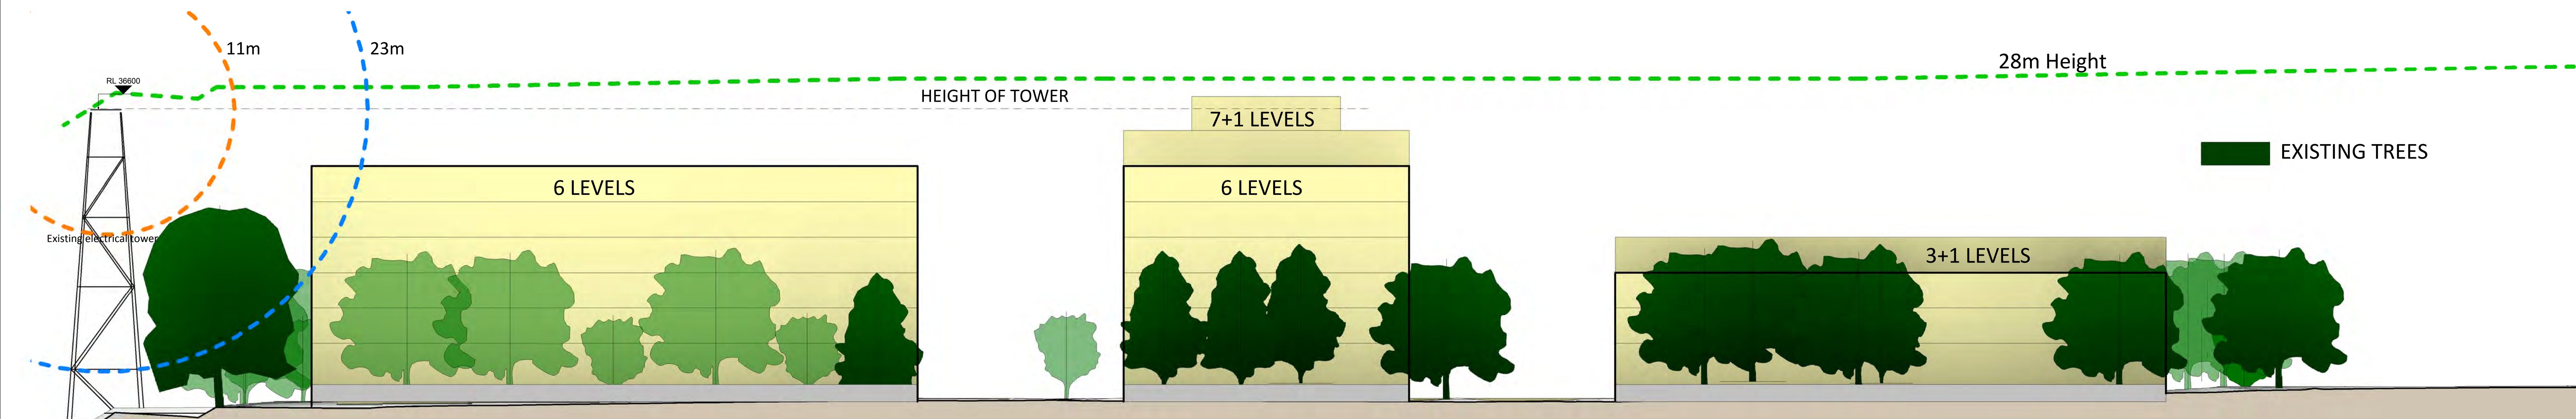 11m
23m
RL 36600
28m Height
HEIGHT OF TOWER
7+1 LEVELS
EXISTING TREES
6 LEVELS
6 LEVELS
Existing electrical tower
3+1 LEVELS